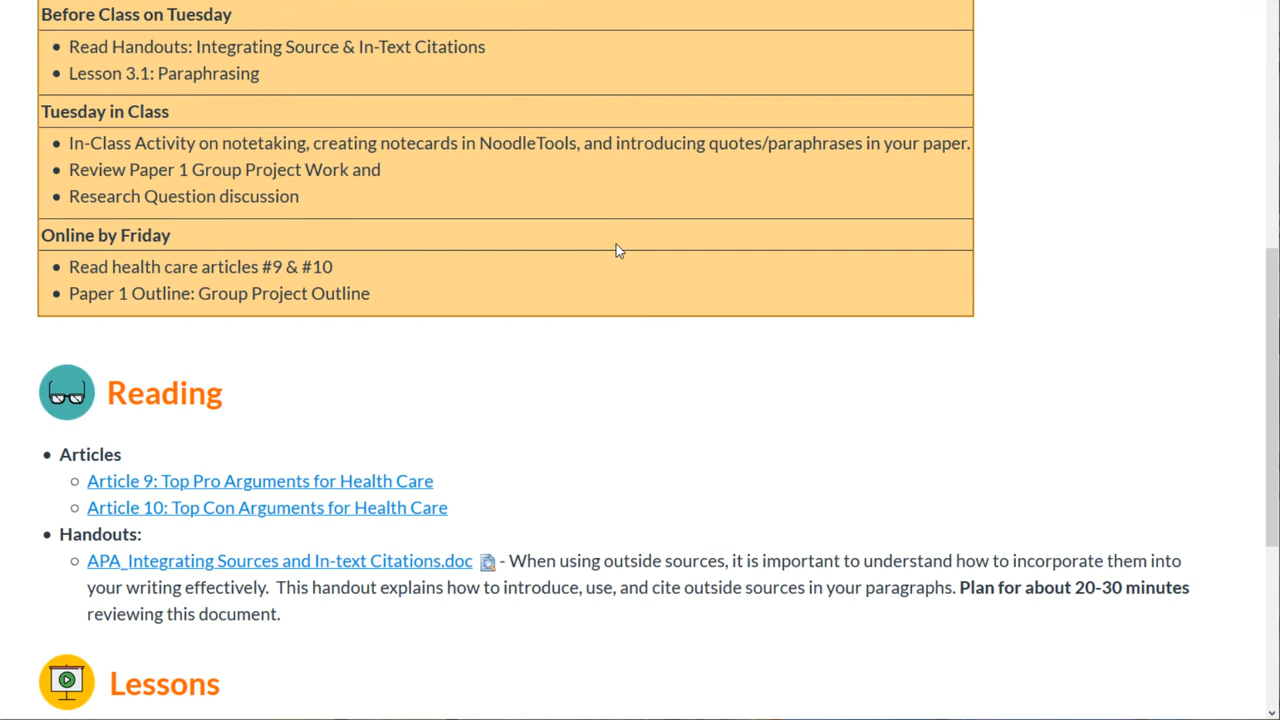 Before Class on Tuesday
• Read Handouts: Integrating Source & In-Text Citations
• Lesson 3.1: Paraphrasing
Tuesday in Class
• In-Class Activity on notetaking, creating notecards in NoodleTools, and introducing quotes/paraphrases in your paper.
• Review Paper 1 Group Project Work and
• Research Question discussion
Online by Friday
• Read health care articles #9 & #10
• Paper 1 Outline: Group Project Outline
Reading
• Articles
○ Article 9: Top Pro Arguments for Health Care
○ Article 10: Top Con Arguments for Health Care
• Handouts:
○ APA_Integrating Sources and In-text Citations.doc - When using outside sources, it is important to understand how to incorporate them into
your writing effectively. This handout explains how to introduce, use, and cite outside sources in your paragraphs. Plan for about 20-30 minutes
reviewing this document.
Lessons